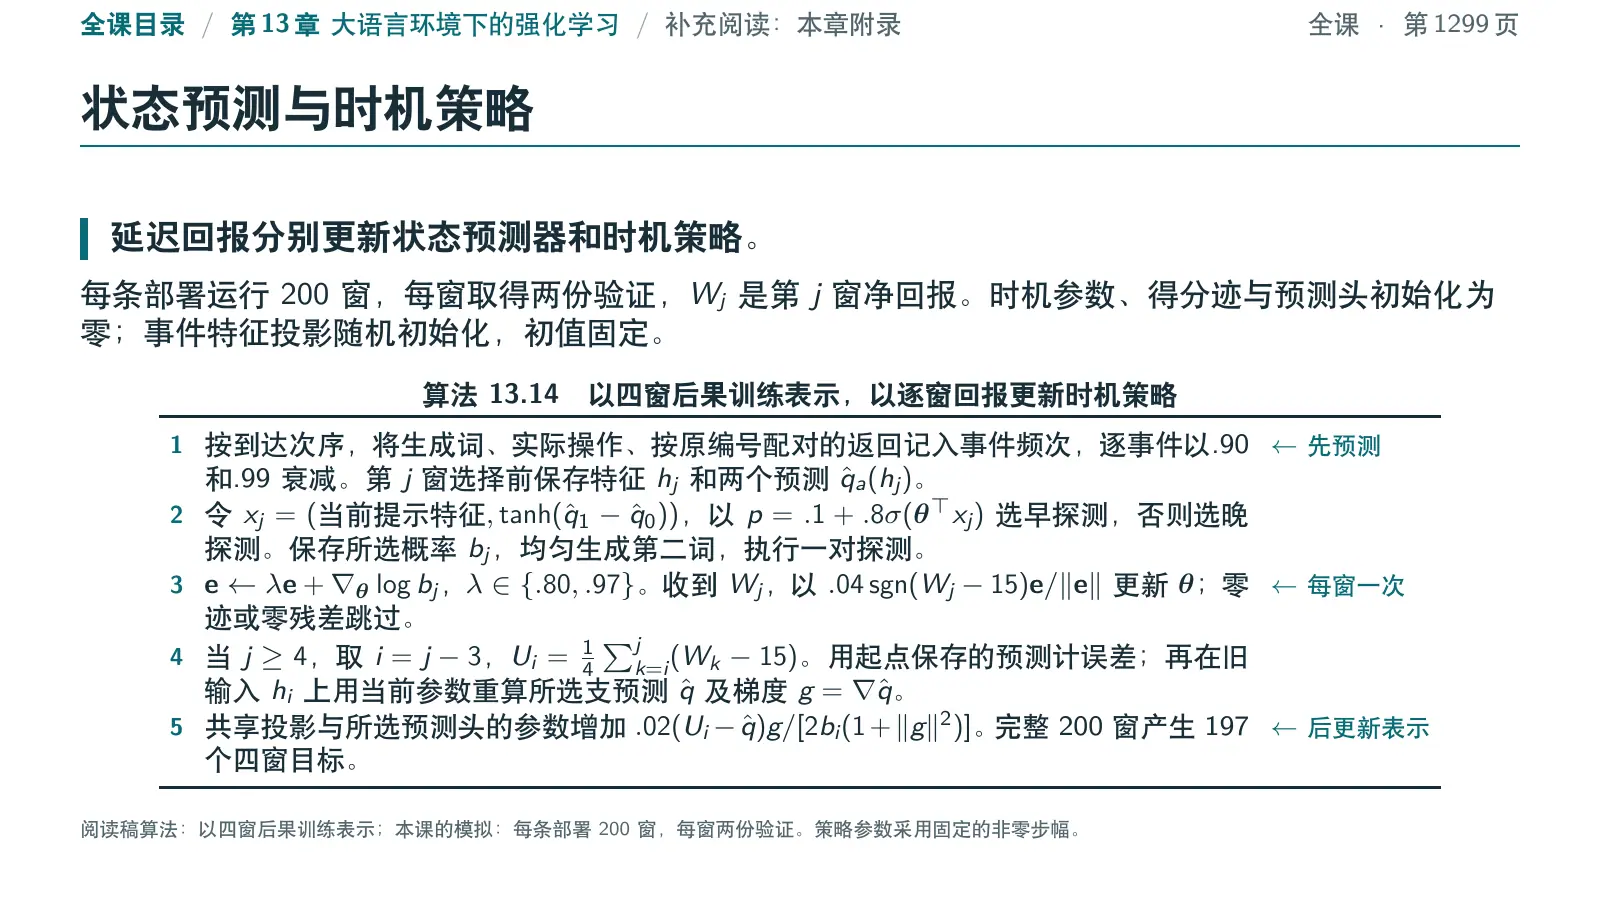 全课目录 / 第13章 大语言环境下的强化学习 / 补充阅读：本章附录
全课 · 第1299页
状态预测与时机策略
延迟回报分别更新状态预测器和时机策略。
每条部署运行 200 窗，每窗取得两份验证，W_j 是第 j 窗净回报。时机参数、得分迹与预测头初始化为
零；事件特征投影随机初始化，初值固定。
算法 13.14 以四窗后果训练表示，以逐窗回报更新时机策略
1 按到达次序，将生成词、实际操作、按原编号配对的返回记入事件频次，逐事件以.90 ← 先预测
和.99 衰减。第 j 窗选择前保存特征 h_j 和两个预测 q̂_a(h_j)。
2 令 x_j = (当前提示特征, tanh(q̂_1 − q̂_0))，以 p = .1 + .8σ(θ^⊤x_j) 选早探测，否则选晚
探测。保存所选概率 b_j，均匀生成第二词，执行一对探测。
3 e ← λe + ∇_θ log b_j，λ ∈ {.80, .97}。收到 W_j，以 .04 sgn(W_j − 15)e/‖e‖ 更新 θ；零 ← 每窗一次
迹或零残差跳过。
4 当 j ≥ 4，取 i = j − 3，U_i = 1/4 ∑_{k=i}^{j}(W_k − 15)。用起点保存的预测计误差；再在旧
输入 h_i 上用当前参数重算所选支预测 q̂ 及梯度 g = ∇q̂。
5 共享投影与所选预测头的参数增加 .02(U_i − q̂)g/[2b_i(1 + ‖g‖²)]。完整 200 窗产生 197 ← 后更新表示
个四窗目标。
阅读稿算法：以四窗后果训练表示；本课的模拟：每条部署 200 窗，每窗两份验证。策略参数采用固定的非零步幅。